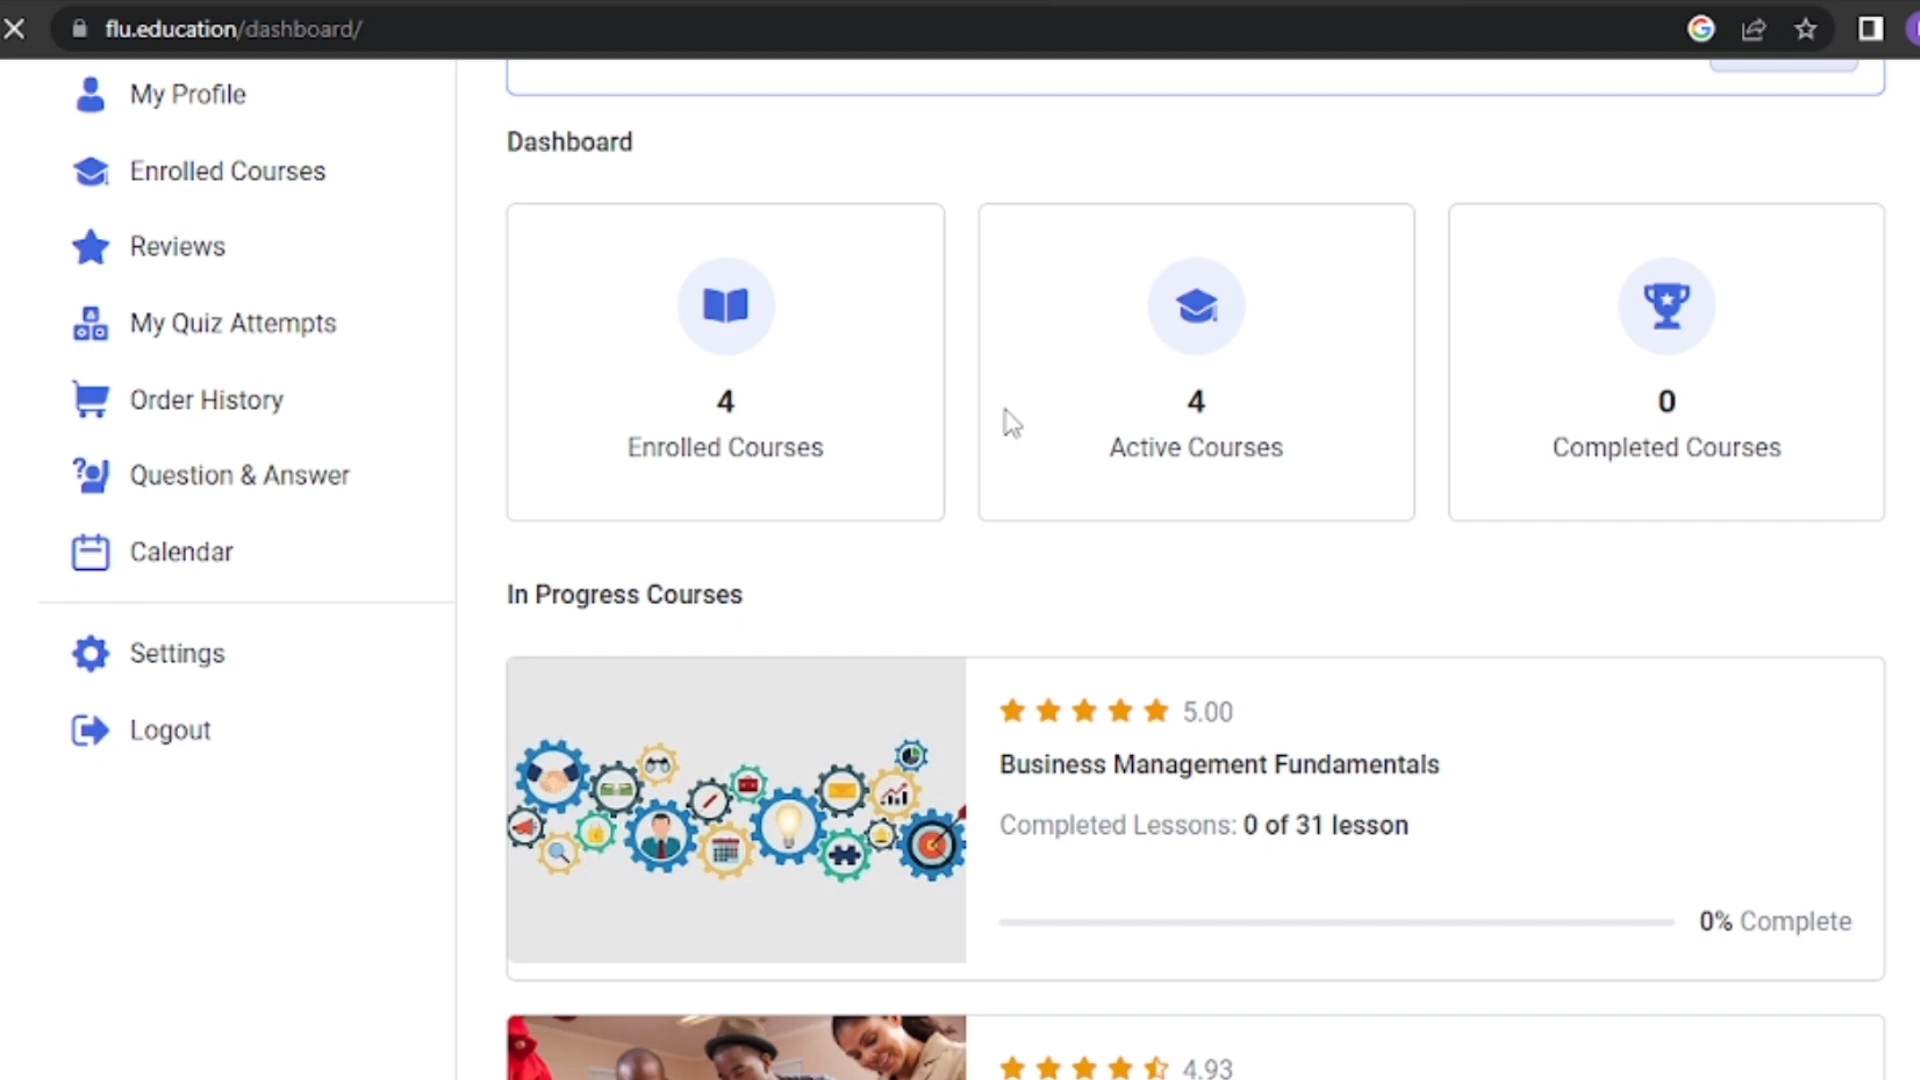 flu.education/dashboard/
My Profile
Enrolled Courses
Reviews
My Quiz Attempts
Order History
Question & Answer
Calendar
Settings
Logout
Dashboard
4
Enrolled Courses
4
Active Courses
0
Completed Courses
In Progress Courses
5.00
Business Management Fundamentals
Completed Lessons: 0 of 31 lesson
0% Complete
4.93